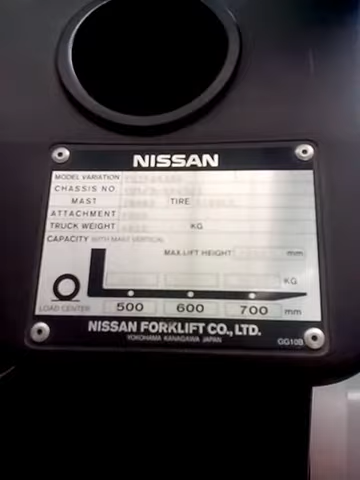 NISSAN
MODEL VARIATION
CHASSIS NO
MAST TIRE
ATTACHMENT
TRUCK WEIGHT KG
CAPACITY (WITH MAST VERTICAL)
MAX.LIFT HEIGHT mm
KG
LOAD CENTER 500 600 700 mm
NISSAN FORKLIFT CO., LTD.
YOKOHAMA KANAGAWA JAPAN
GG10B